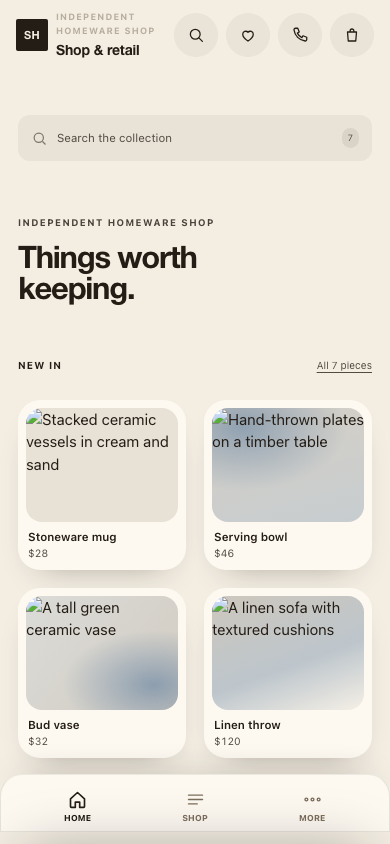 SH
INDEPENDENT
HOMEWARE SHOP
Shop & retail
Search the collection
7
INDEPENDENT HOMEWARE SHOP
Things worth
keeping.
NEW IN
All 7 pieces
Stacked ceramic
vessels in cream and
sand
Stoneware mug
$28
Hand-thrown plates
on a timber table
Serving bowl
$46
A tall green
ceramic vase
Bud vase
$32
A linen sofa with
textured cushions
Linen throw
$120
HOME
SHOP
MORE